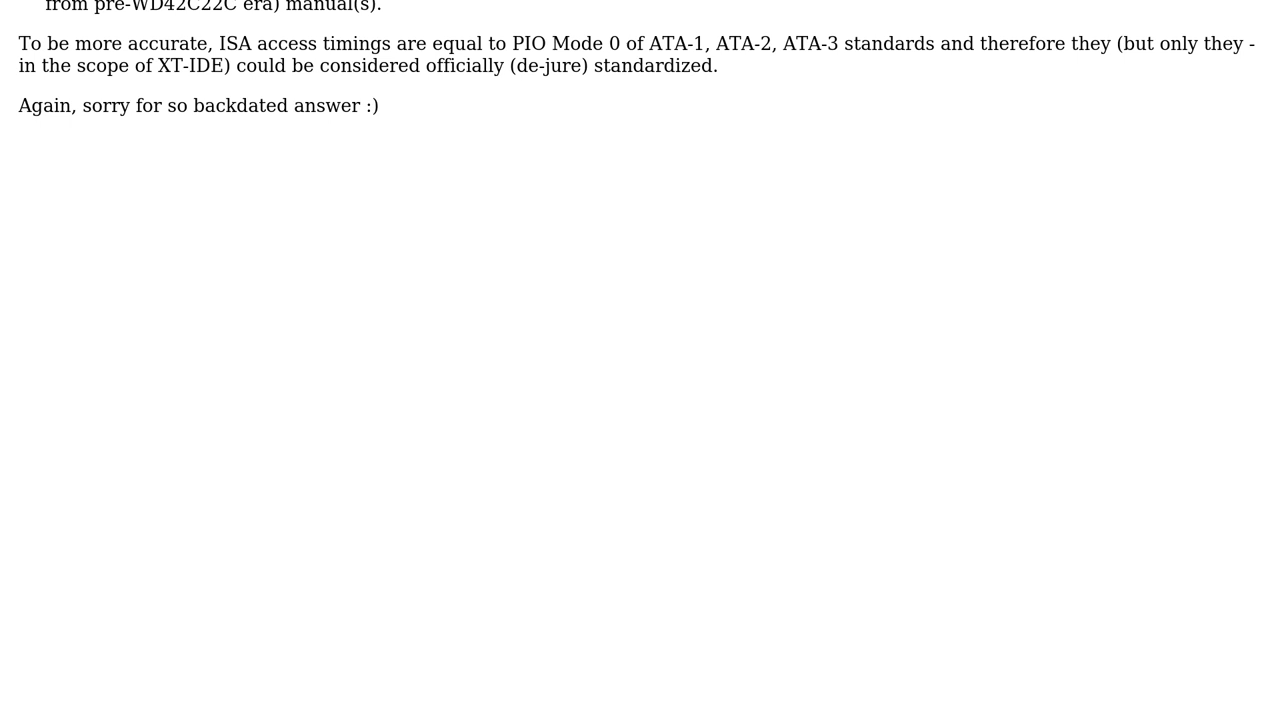 from pre-WD42C22C era) manual(s).
To be more accurate, ISA access timings are equal to PIO Mode 0 of ATA-1, ATA-2, ATA-3 standards and therefore they (but only they -
in the scope of XT-IDE) could be considered officially (de-jure) standardized.
Again, sorry for so backdated answer :)